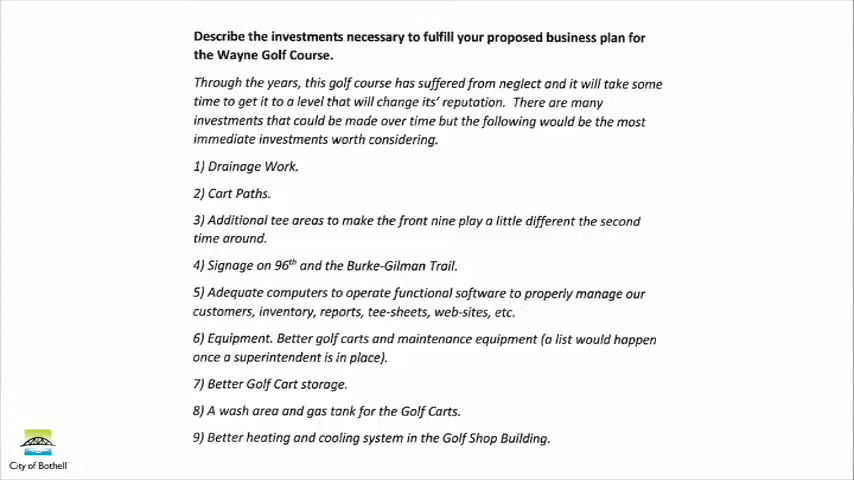 Describe the investments necessary to fulfill your proposed business plan for
the Wayne Golf Course.
Through the years, this golf course has suffered from neglect and it will take some
time to get it to a level that will change its' reputation. There are many
investments that could be made over time but the following would be the most
immediate investments worth considering.
1) Drainage Work.
2) Cart Paths.
3) Additional tee areas to make the front nine play a little different the second
time around.
4) Signage on 96th and the Burke-Gilman Trail.
5) Adequate computers to operate functional software to properly manage our
customers, inventory, reports, tee-sheets, web-sites, etc.
6) Equipment. Better golf carts and maintenance equipment (a list would happen
once a superintendent is in place).
7) Better Golf Cart storage.
8) A wash area and gas tank for the Golf Carts.
9) Better heating and cooling system in the Golf Shop Building.
City of Bothell